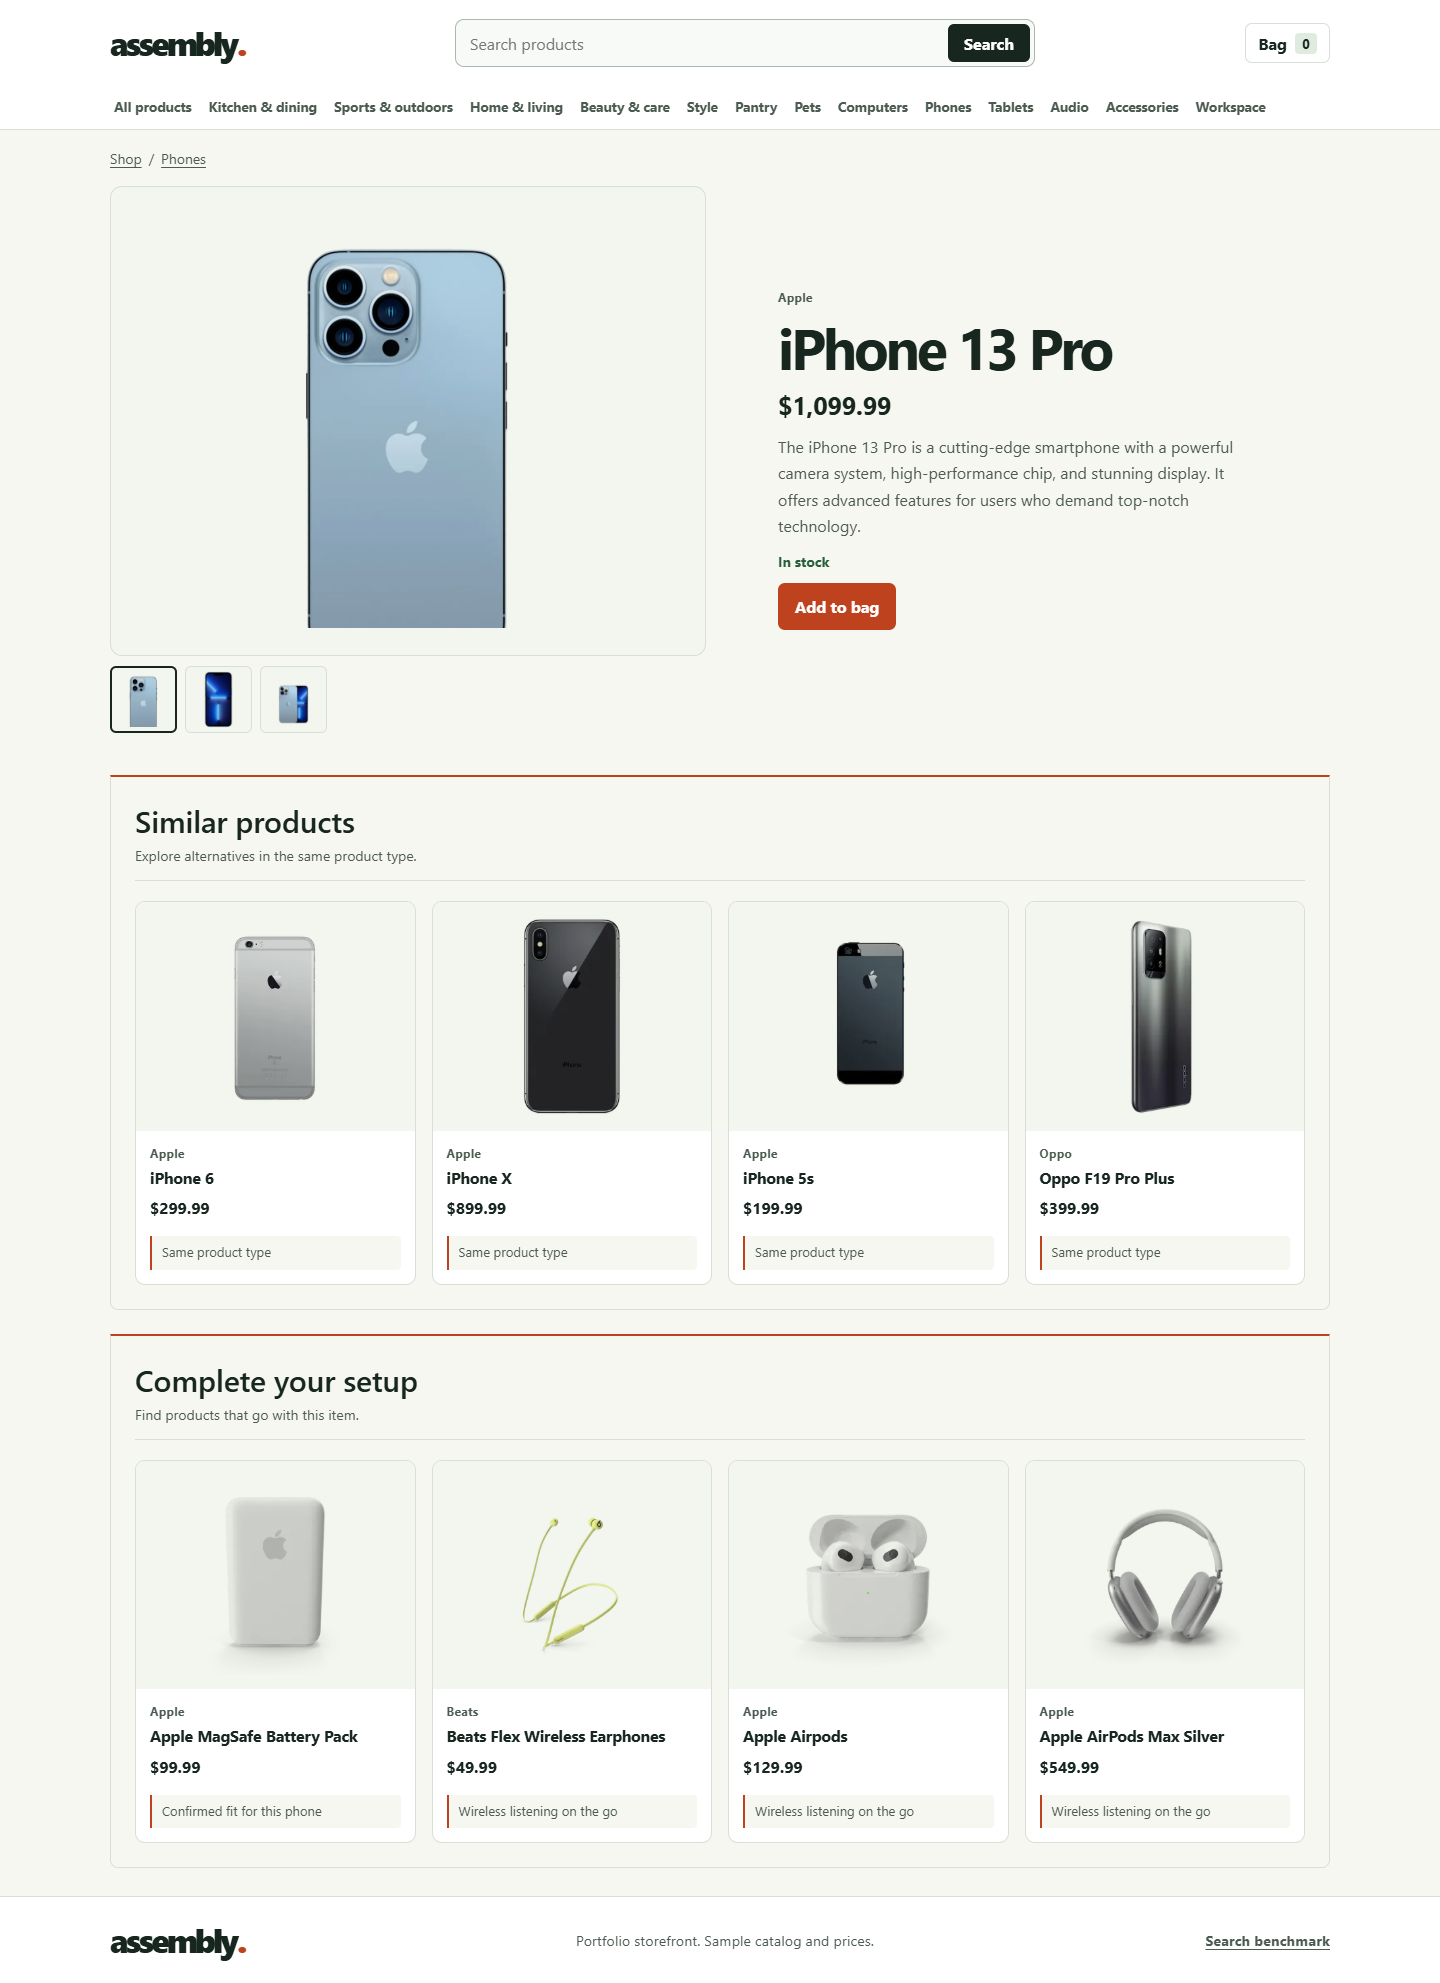 assembly.
Search products
Search
Bag 0
All products Kitchen & dining Sports & outdoors Home & living Beauty & care Style Pantry Pets Computers Phones Tablets Audio Accessories Workspace
Shop / Phones
Apple
iPhone 13 Pro
$1,099.99
The iPhone 13 Pro is a cutting-edge smartphone with a powerful
camera system, high-performance chip, and stunning display. It
offers advanced features for users who demand top-notch
technology.
In stock
Add to bag
Similar products
Explore alternatives in the same product type.
iPhone
oppo
Apple
iPhone 6
$299.99
Same product type
Apple
iPhone X
$899.99
Same product type
Apple
iPhone 5s
$199.99
Same product type
Oppo
Oppo F19 Pro Plus
$399.99
Same product type
Complete your setup
Find products that go with this item.
Apple
Apple MagSafe Battery Pack
$99.99
Confirmed fit for this phone
Beats
Beats Flex Wireless Earphones
$49.99
Wireless listening on the go
Apple
Apple Airpods
$129.99
Wireless listening on the go
Apple
Apple AirPods Max Silver
$549.99
Wireless listening on the go
assembly.
Portfolio storefront. Sample catalog and prices.
Search benchmark